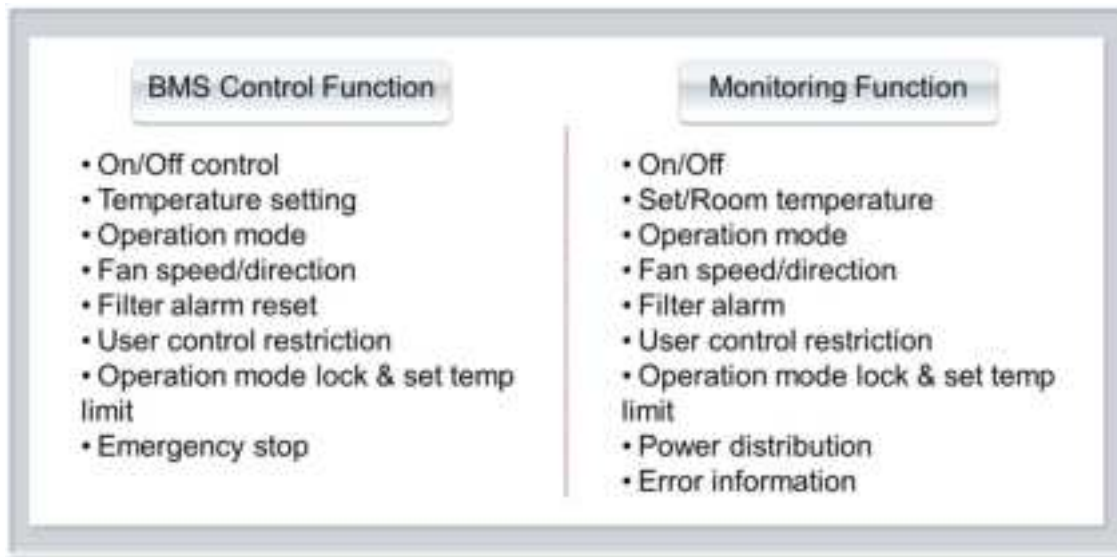 BMS Control Function
• On/Off control
• Temperature setting
• Operation mode
• Fan speed/direction
• Filter alarm reset
• User control restriction
• Operation mode lock & set temp
limit
• Emergency stop
Monitoring Function
• On/Off
• Set/Room temperature
• Operation mode
• Fan speed/direction
• Filter alarm
• User control restriction
• Operation mode lock & set temp
limit
• Power distribution
• Error information